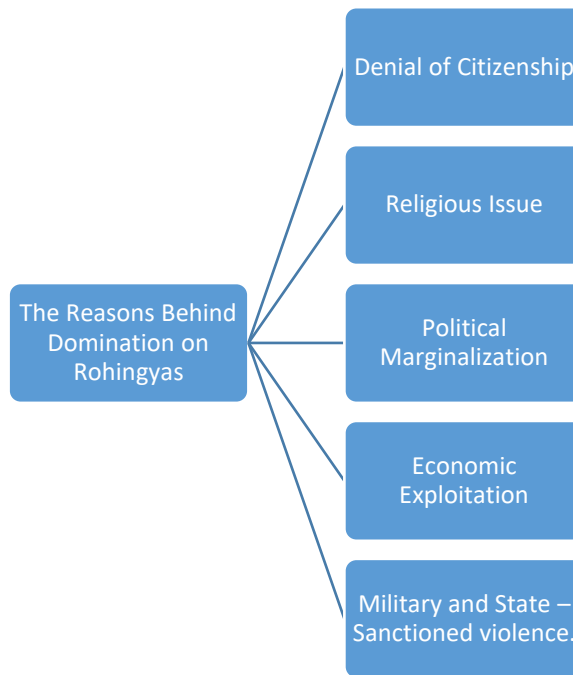 Denial of Citizenship
Religious Issue
The Reasons Behind
Domination on
Rohingyas
Political
Marginalization
Economic
Exploitation
Military and State –
Sanctioned violence.